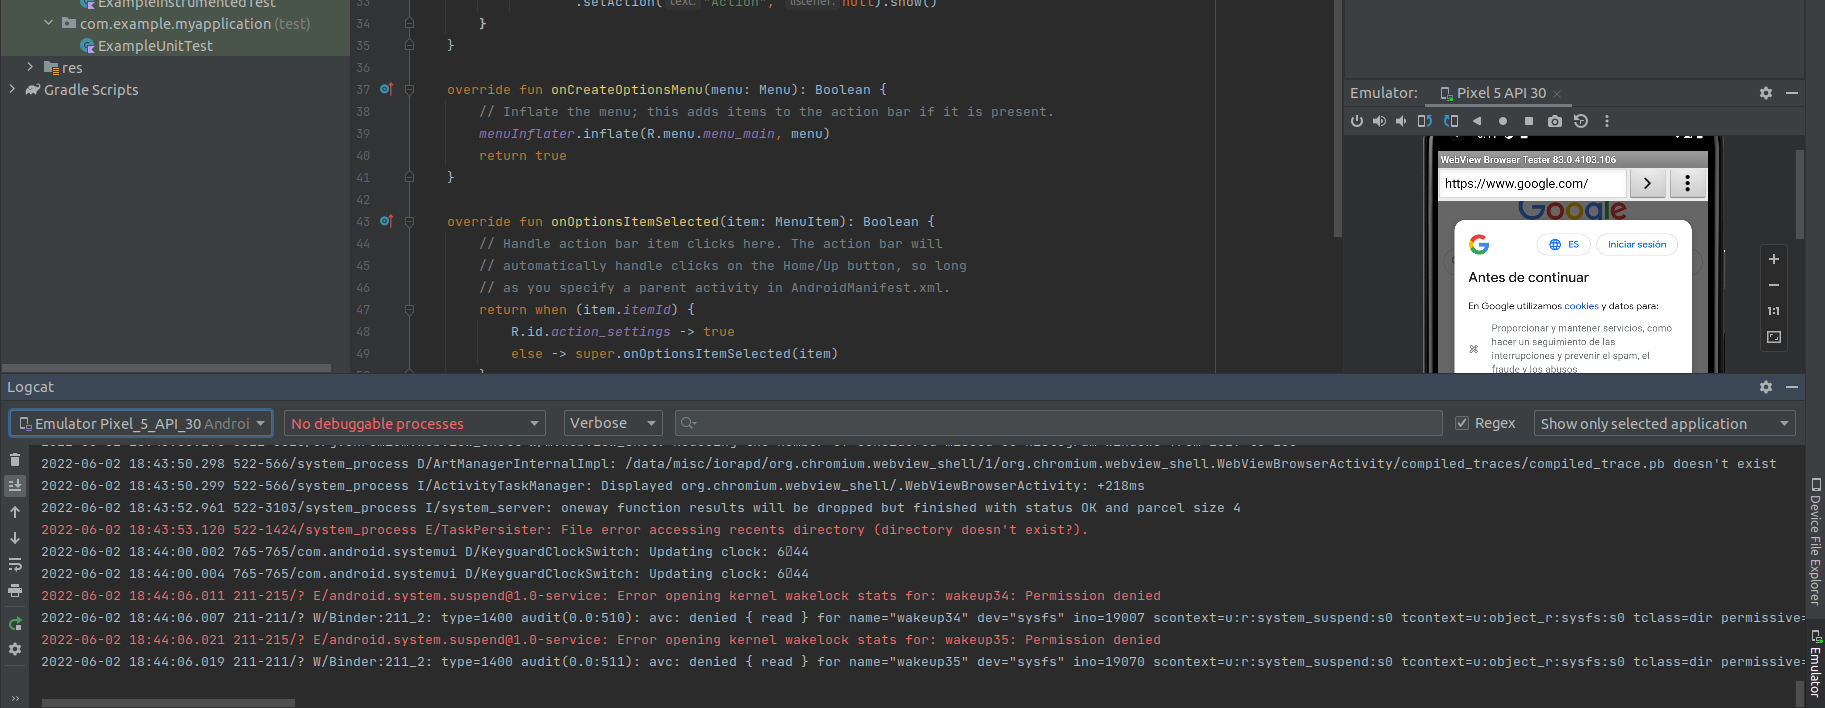 ExampleInstrumentedTest
com.example.myapplication (test)
ExampleUnitTest
res
Gradle Scripts
33 .setAction( text: "Action", listener: null).show()
34 }
35 }
36
37 override fun onCreateOptionsMenu(menu: Menu): Boolean {
38 // Inflate the menu; this adds items to the action bar if it is present.
39 menuInflater.inflate(R.menu.menu_main, menu)
40 return true
41 }
42
43 override fun onOptionsItemSelected(item: MenuItem): Boolean {
44 // Handle action bar item clicks here. The action bar will
45 // automatically handle clicks on the Home/Up button, so long
46 // as you specify a parent activity in AndroidManifest.xml.
47 return when (item.itemId) {
48 R.id.action_settings -> true
49 else -> super.onOptionsItemSelected(item)
}
Emulator: Pixel 5 API 30
WebView Browser Tester 83.0.4103.106
https://www.google.com/
Google
ES Iniciar sesión
Antes de continuar
En Google utilizamos cookies y datos para:
Proporcionar y mantener servicios, como
hacer un seguimiento de las
interrupciones y prevenir el spam, el
fraude y los abusos
1:1
Logcat
Emulator Pixel_5_API_30 Androi No debuggable processes Verbose Regex Show only selected application
2022-06-02 18:43:50.298 522-566/system_process D/ArtManagerInternalImpl: /data/misc/iorapd/org.chromium.webview_shell/1/org.chromium.webview_shell.WebViewBrowserActivity/compiled_traces/compiled_trace.pb doesn't exist
2022-06-02 18:43:50.299 522-566/system_process I/ActivityTaskManager: Displayed org.chromium.webview_shell/.WebViewBrowserActivity: +218ms
2022-06-02 18:43:52.961 522-3103/system_process I/system_server: oneway function results will be dropped but finished with status OK and parcel size 4
2022-06-02 18:43:53.120 522-1424/system_process E/TaskPersister: File error accessing recents directory (directory doesn't exist?).
2022-06-02 18:44:00.002 765-765/com.android.systemui D/KeyguardClockSwitch: Updating clock: 6▯44
2022-06-02 18:44:00.004 765-765/com.android.systemui D/KeyguardClockSwitch: Updating clock: 6▯44
2022-06-02 18:44:06.011 211-215/? E/android.system.suspend@1.0-service: Error opening kernel wakelock stats for: wakeup34: Permission denied
2022-06-02 18:44:06.007 211-211/? W/Binder:211_2: type=1400 audit(0.0:510): avc: denied { read } for name="wakeup34" dev="sysfs" ino=19007 scontext=u:r:system_suspend:s0 tcontext=u:object_r:sysfs:s0 tclass=dir permissive=
2022-06-02 18:44:06.021 211-215/? E/android.system.suspend@1.0-service: Error opening kernel wakelock stats for: wakeup35: Permission denied
2022-06-02 18:44:06.019 211-211/? W/Binder:211_2: type=1400 audit(0.0:511): avc: denied { read } for name="wakeup35" dev="sysfs" ino=19070 scontext=u:r:system_suspend:s0 tcontext=u:object_r:sysfs:s0 tclass=dir permissive=
Device File Explorer
Emulator